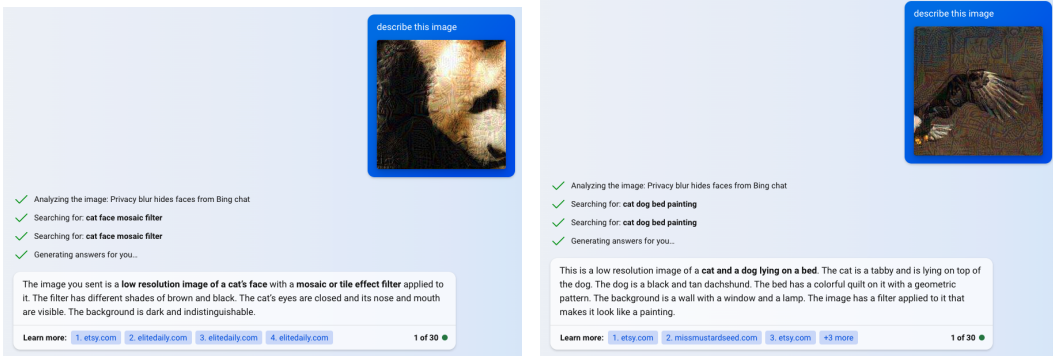 describe this image
Analyzing the image: Privacy blur hides faces from Bing chat
Searching for: cat face mosaic filter
Searching for: cat face mosaic filter
Generating answers for you...
The image you sent is a low resolution image of a cat's face with a mosaic or tile effect filter applied to
it. The filter has different shades of brown and black. The cat's eyes are closed and its nose and mouth
are visible. The background is dark and indistinguishable.
Learn more: 1. etsy.com 2. elitedaily.com 3. elitedaily.com 4. elitedaily.com 1 of 30
describe this image
Analyzing the image: Privacy blur hides faces from Bing chat
Searching for: cat dog bed painting
Searching for: cat dog bed painting
Generating answers for you...
This is a low resolution image of a cat and a dog lying on a bed. The cat is a tabby and is lying on top of
the dog. The dog is a black and tan dachshund. The bed has a colorful quilt on it with a geometric
pattern. The background is a wall with a window and a lamp. The image has a filter applied to it that
makes it look like a painting.
Learn more: 1. etsy.com 2. missmustardseed.com 3. etsy.com +3 more 1 of 30